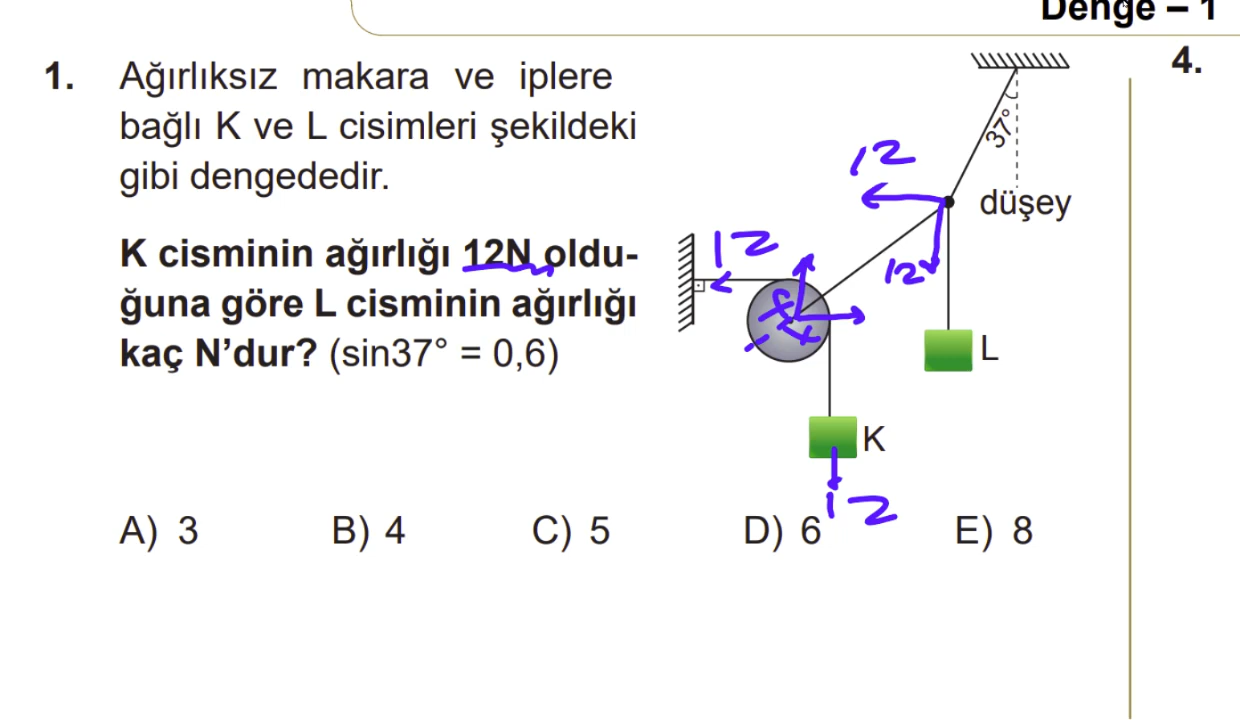 Denge – 1
1. Ağırlıksız makara ve iplere
bağlı K ve L cisimleri şekildeki
gibi dengededir.
K cisminin ağırlığı 12N oldu-
ğuna göre L cisminin ağırlığı
kaç N'dur? (sin37° = 0,6)
37°
düşey
12
12
12
L
K
12
A) 3 B) 4 C) 5 D) 6 E) 8
4.